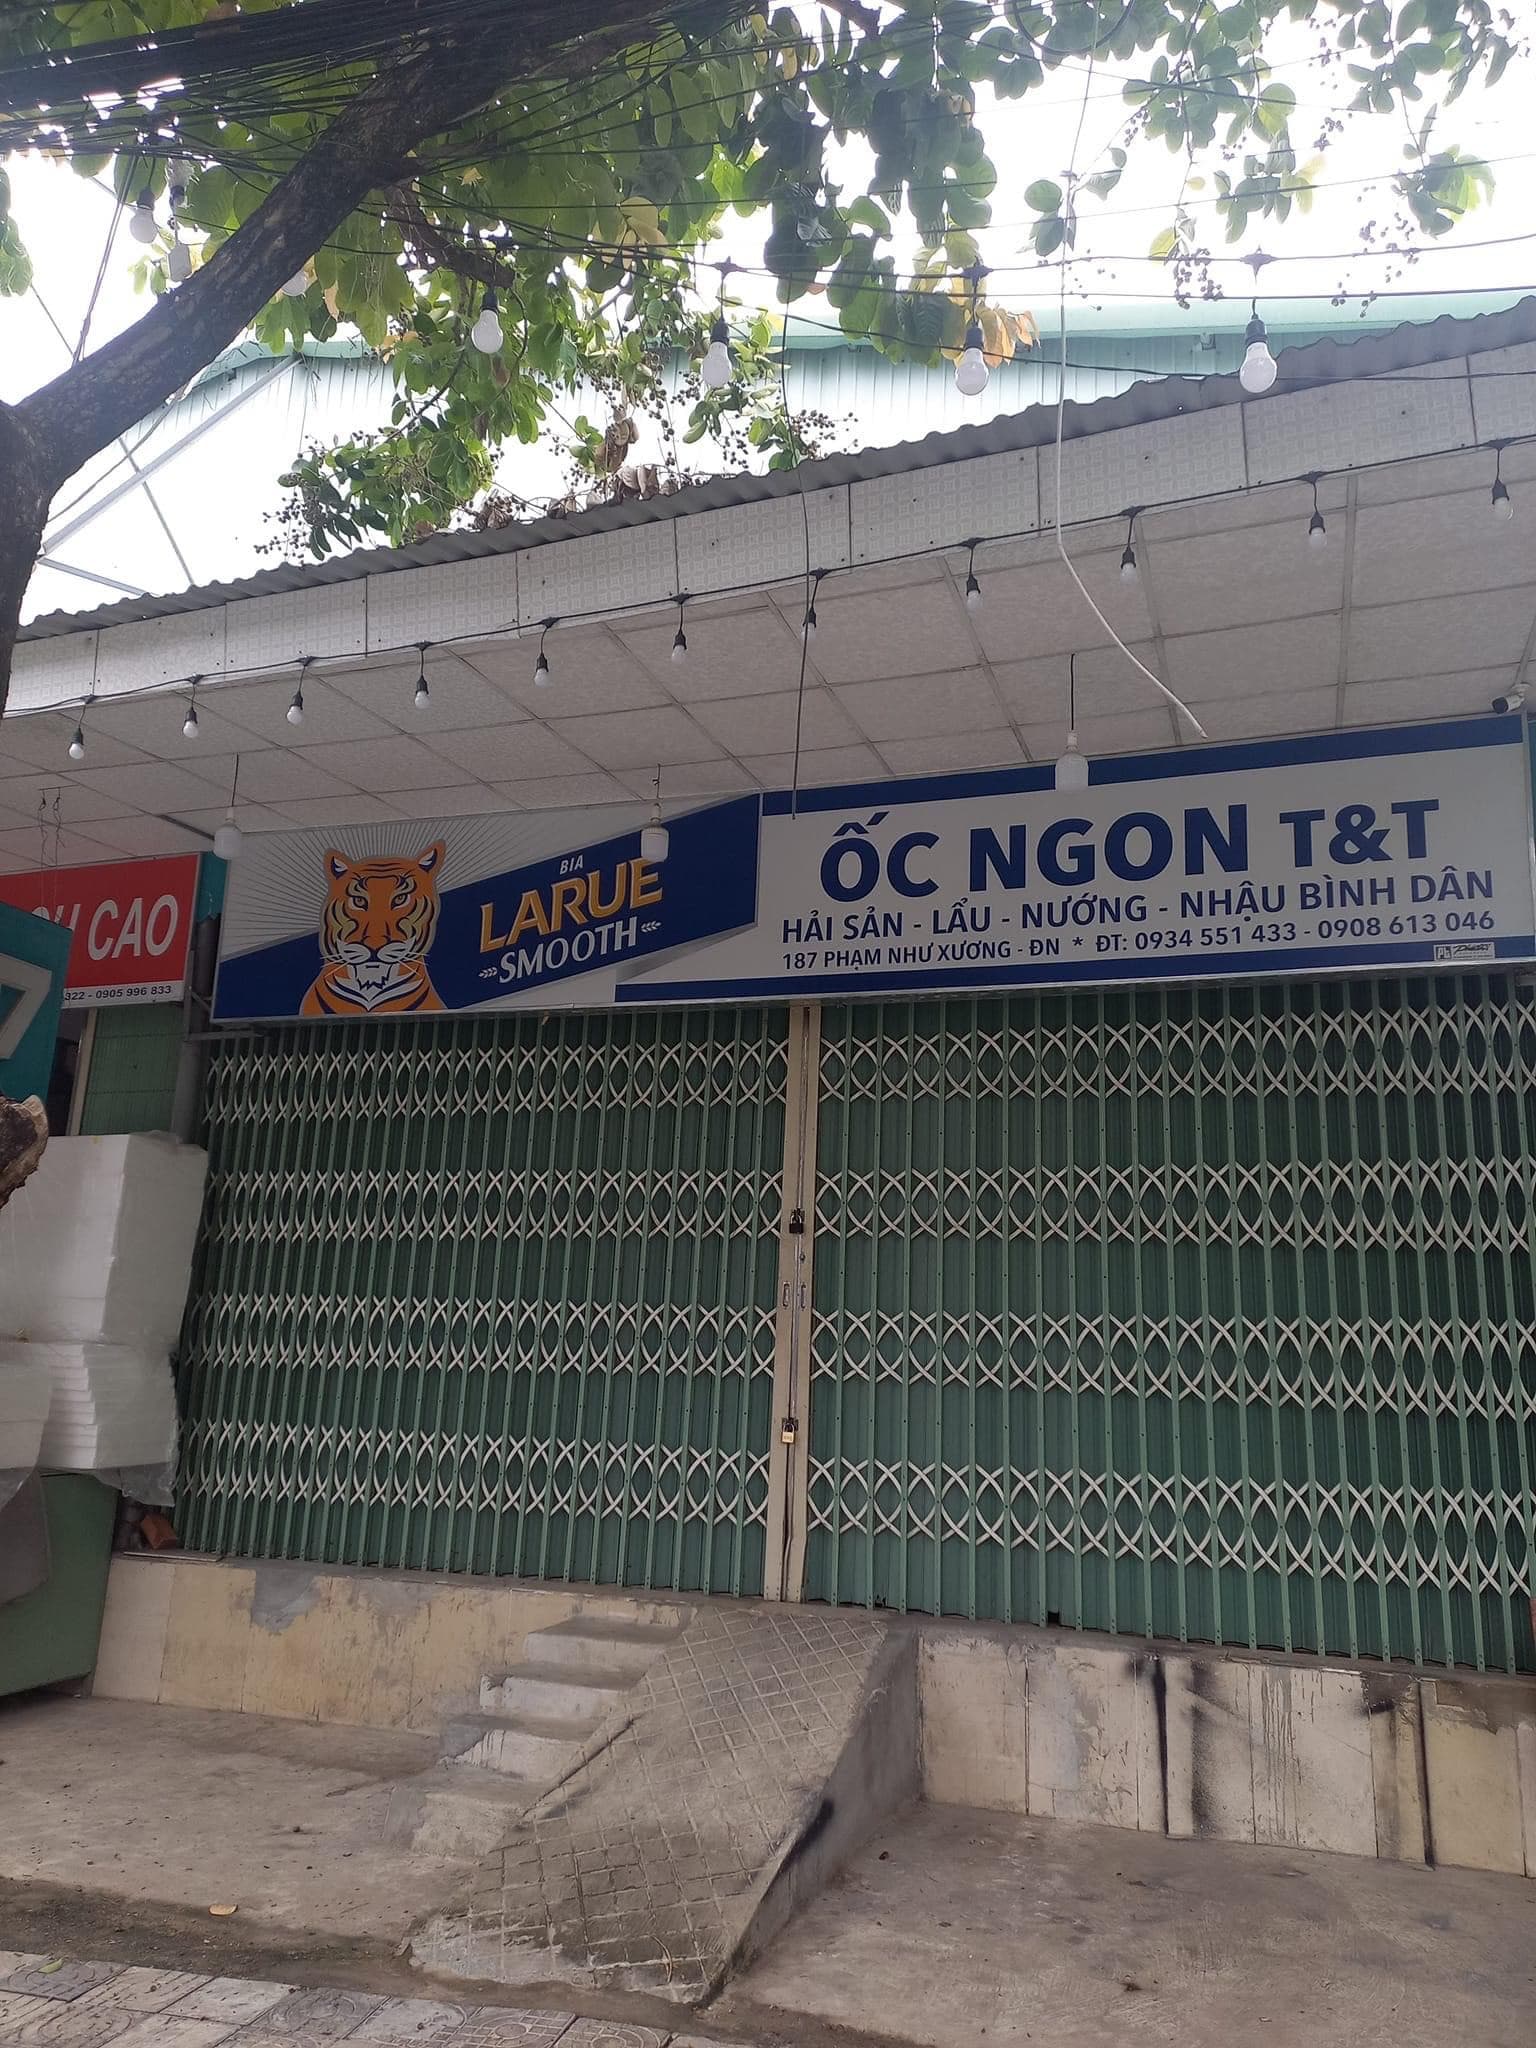 BIA
LARUE
SMOOTH
ỐC NGON T&T
HẢI SẢN - LẨU - NƯỚNG - NHẬU BÌNH DÂN
187 PHẠM NHƯ XƯƠNG - ĐN * ĐT: 0934 551 433 - 0908 613 046
CAO
322 - 0905 996 833